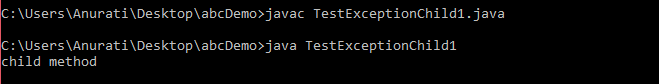 C:\Users\Anurati\Desktop\abcDemo>javac TestExceptionChild1.java
C:\Users\Anurati\Desktop\abcDemo>java TestExceptionChild1
child method